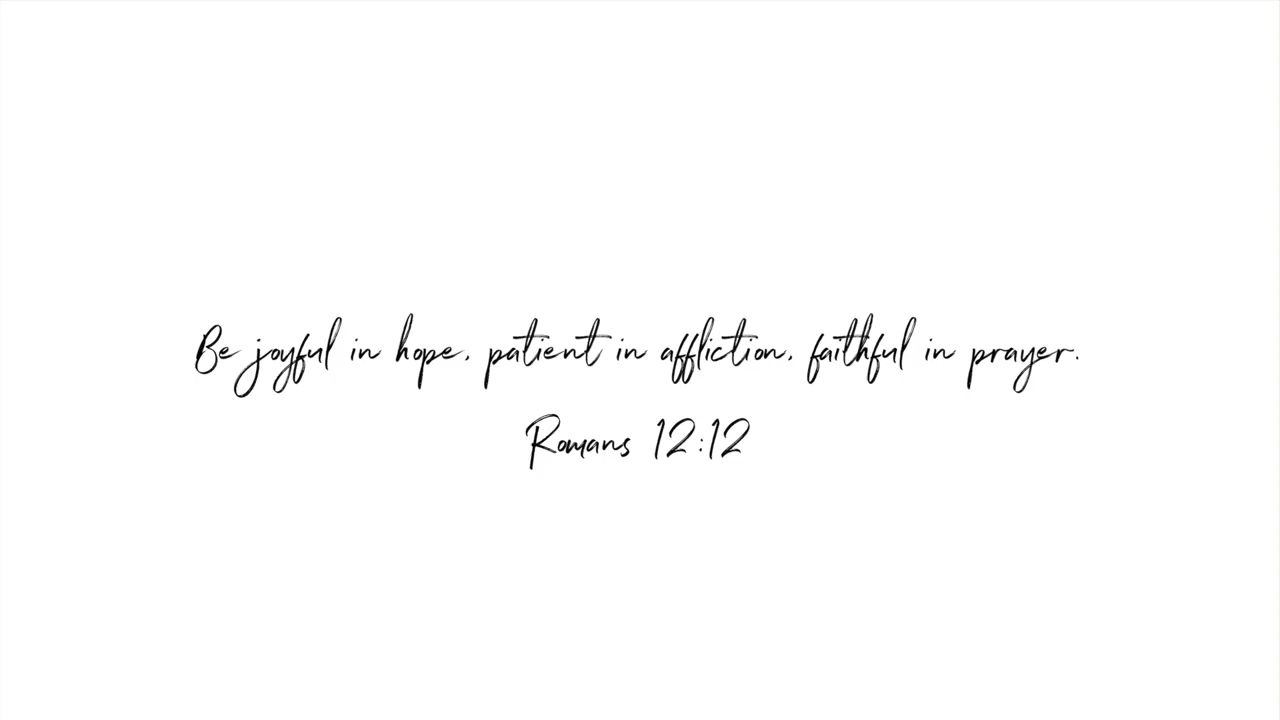 Be joyful in hope, patient in affliction, faithful in prayer.
Romans 12:12